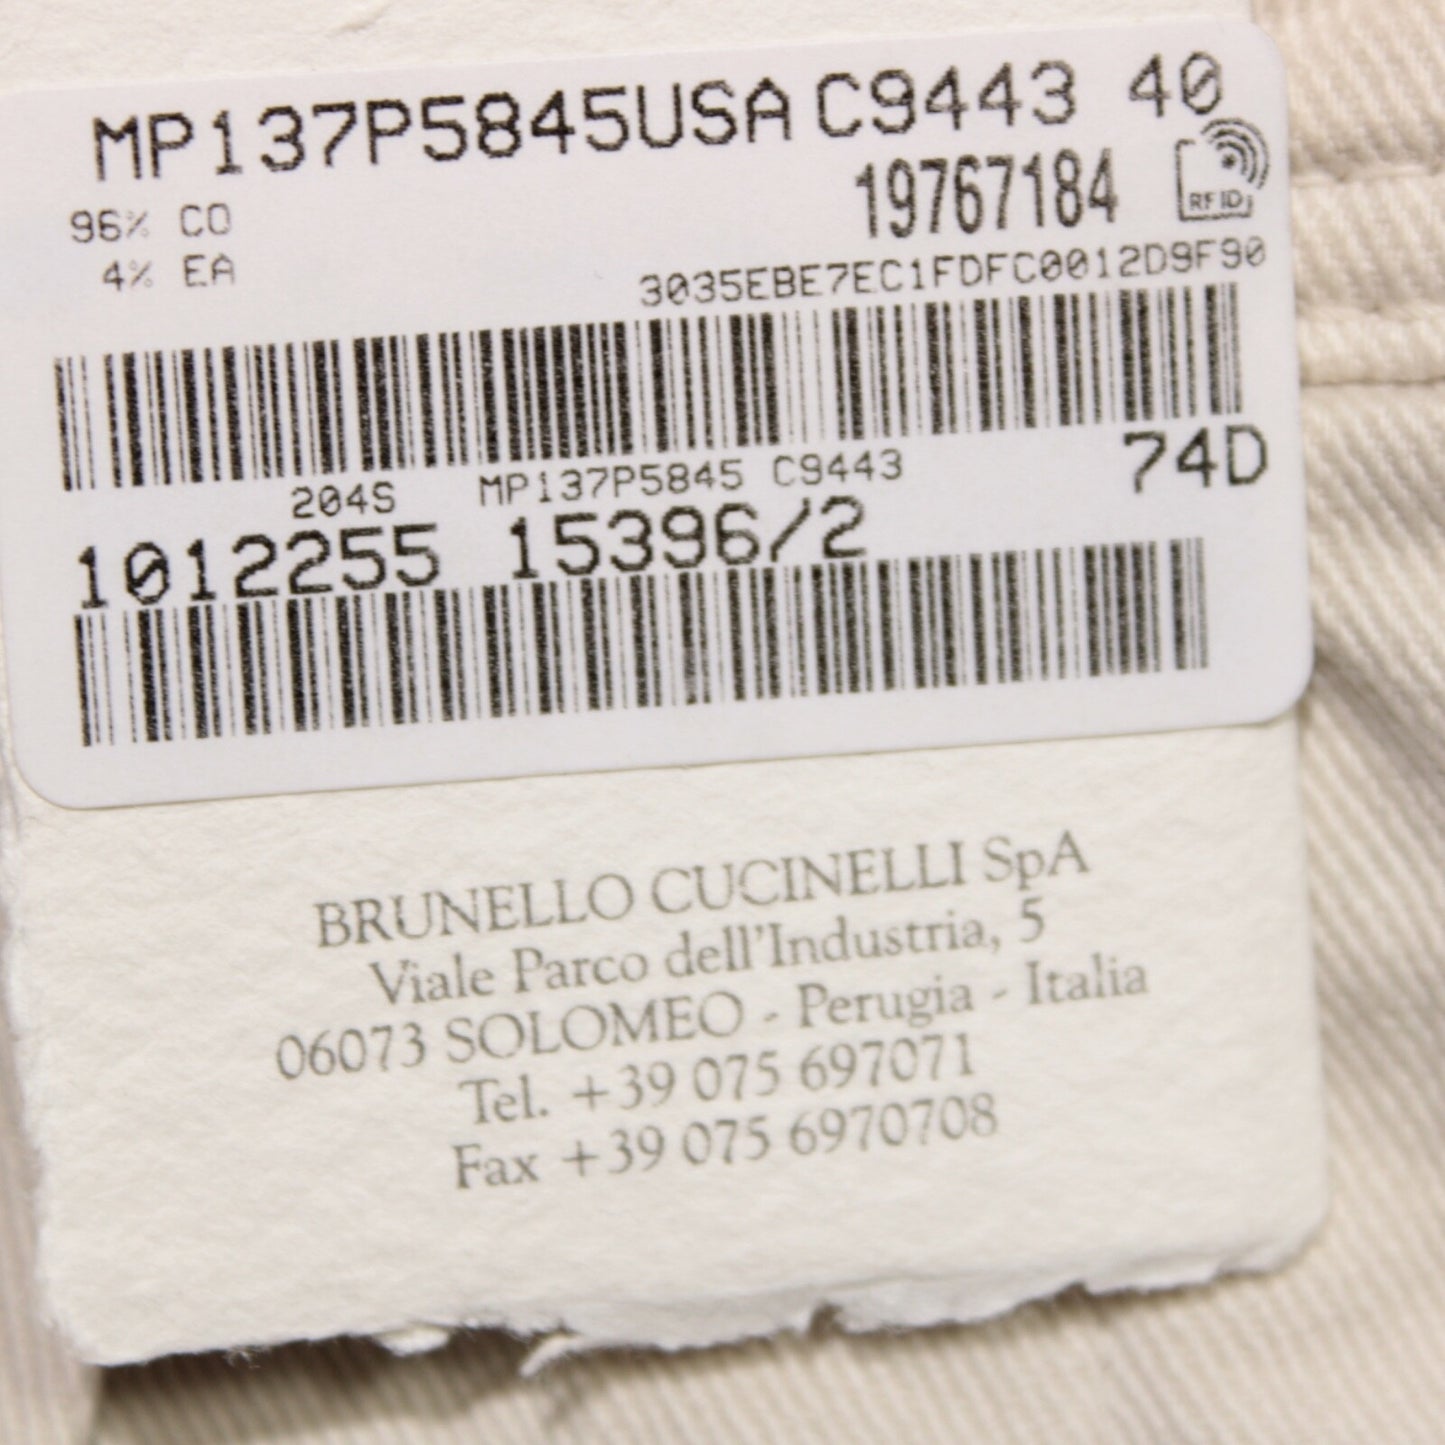 MP137P5845USA C9443 40
96% CO
19767184
RFID
4% EA
3035EBE7EC1FDFC0012D9F90
204S MP137P5845 C9443 74D
1012255 15396/2
BRUNELLO CUCINELLI SpA
Viale Parco dell'Industria, 5
06073 SOLOMEO - Perugia - Italia
Tel. +39 075 697071
Fax +39 075 6970708